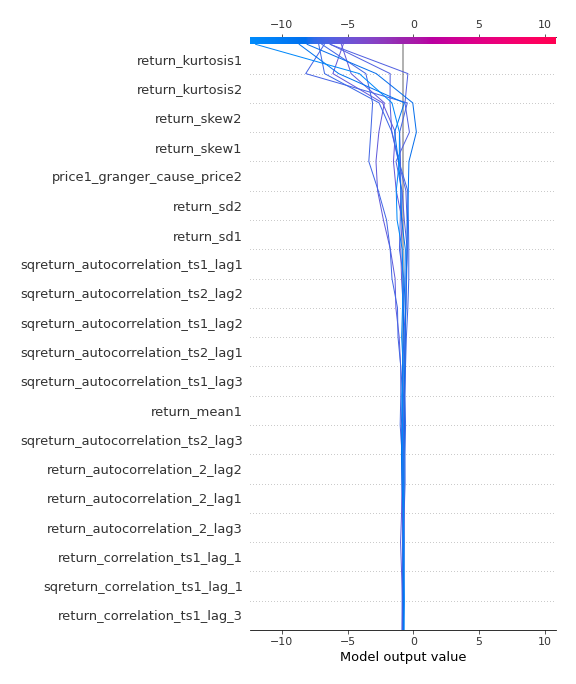 −10 −5 0 5 10
return_kurtosis1
return_kurtosis2
return_skew2
return_skew1
price1_granger_cause_price2
return_sd2
return_sd1
sqreturn_autocorrelation_ts1_lag1
sqreturn_autocorrelation_ts2_lag2
sqreturn_autocorrelation_ts1_lag2
sqreturn_autocorrelation_ts2_lag1
sqreturn_autocorrelation_ts1_lag3
return_mean1
sqreturn_autocorrelation_ts2_lag3
return_autocorrelation_2_lag2
return_autocorrelation_2_lag1
return_autocorrelation_2_lag3
return_correlation_ts1_lag_1
sqreturn_correlation_ts1_lag_1
return_correlation_ts1_lag_3
−10 −5 0 5 10
Model output value